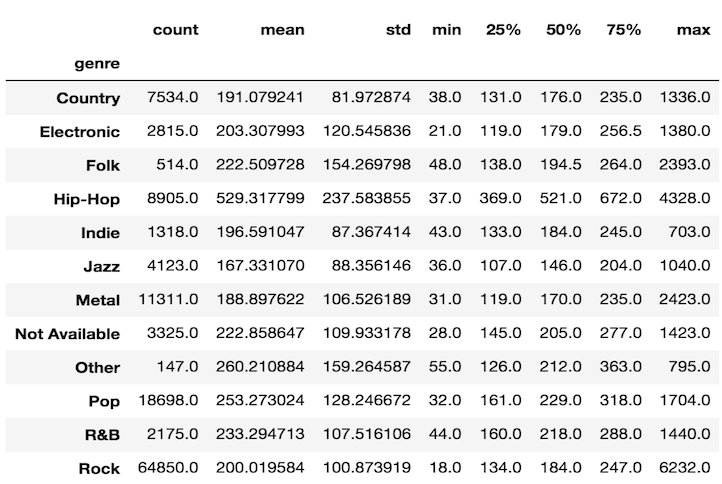 count mean std min 25% 50% 75% max
genre
Country 7534.0 191.079241 81.972874 38.0 131.0 176.0 235.0 1336.0
Electronic 2815.0 203.307993 120.545836 21.0 119.0 179.0 256.5 1380.0
Folk 514.0 222.509728 154.269798 48.0 138.0 194.5 264.0 2393.0
Hip-Hop 8905.0 529.317799 237.583855 37.0 369.0 521.0 672.0 4328.0
Indie 1318.0 196.591047 87.367414 43.0 133.0 184.0 245.0 703.0
Jazz 4123.0 167.331070 88.356146 36.0 107.0 146.0 204.0 1040.0
Metal 11311.0 188.897622 106.526189 31.0 119.0 170.0 235.0 2423.0
Not Available 3325.0 222.858647 109.933178 28.0 145.0 205.0 277.0 1423.0
Other 147.0 260.210884 159.264587 55.0 126.0 212.0 363.0 795.0
Pop 18698.0 253.273024 128.246672 32.0 161.0 229.0 318.0 1704.0
R&B 2175.0 233.294713 107.516106 44.0 160.0 218.0 288.0 1440.0
Rock 64850.0 200.019584 100.873919 18.0 134.0 184.0 247.0 6232.0